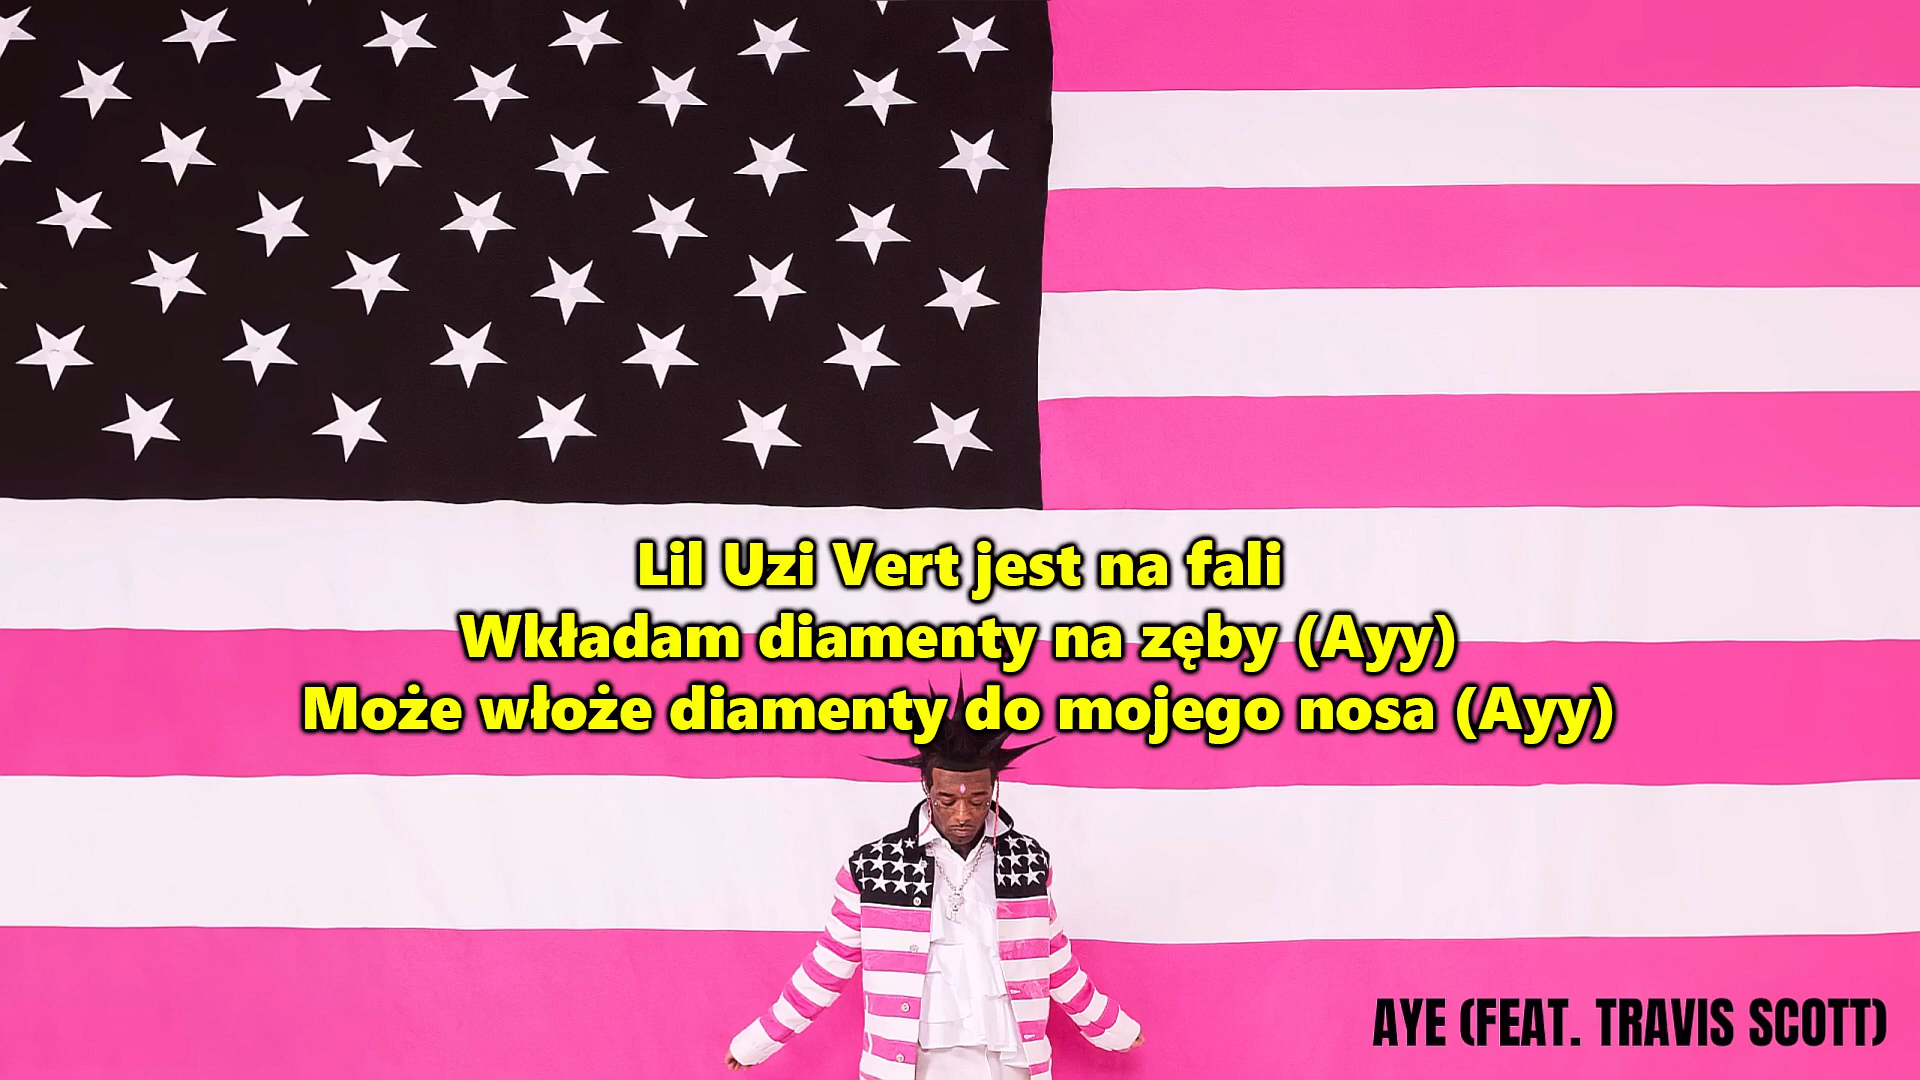 Lil Uzi Vert jest na fali
Wkładam diamenty na zęby (Ayy)
Może włoże diamenty do mojego nosa (Ayy)
AYE (FEAT. TRAVIS SCOTT)